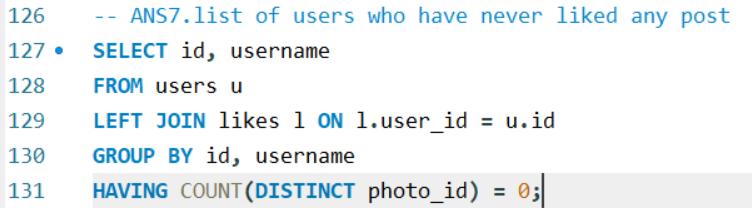 126 -- ANS7.list of users who have never liked any post
127 SELECT id, username
128 FROM users u
129 LEFT JOIN likes l ON l.user_id = u.id
130 GROUP BY id, username
131 HAVING COUNT(DISTINCT photo_id) = 0;